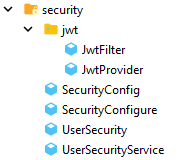 security
jwt
JwtFilter
JwtProvider
SecurityConfig
SecurityConfigure
UserSecurity
UserSecurityService